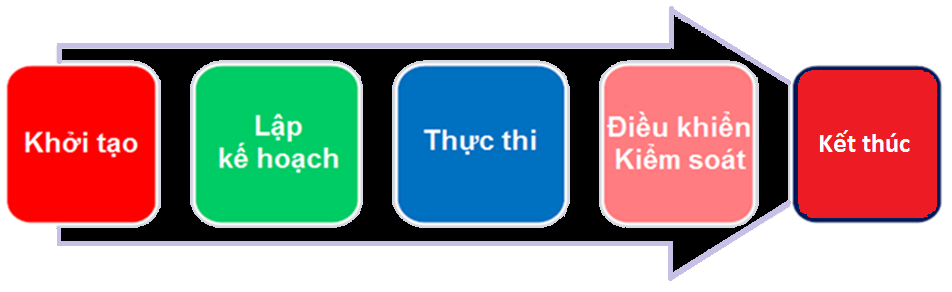 Khởi tạo
Lập
kế hoạch
Thực thi
Điều khiển
Kiểm soát
Kết thúc